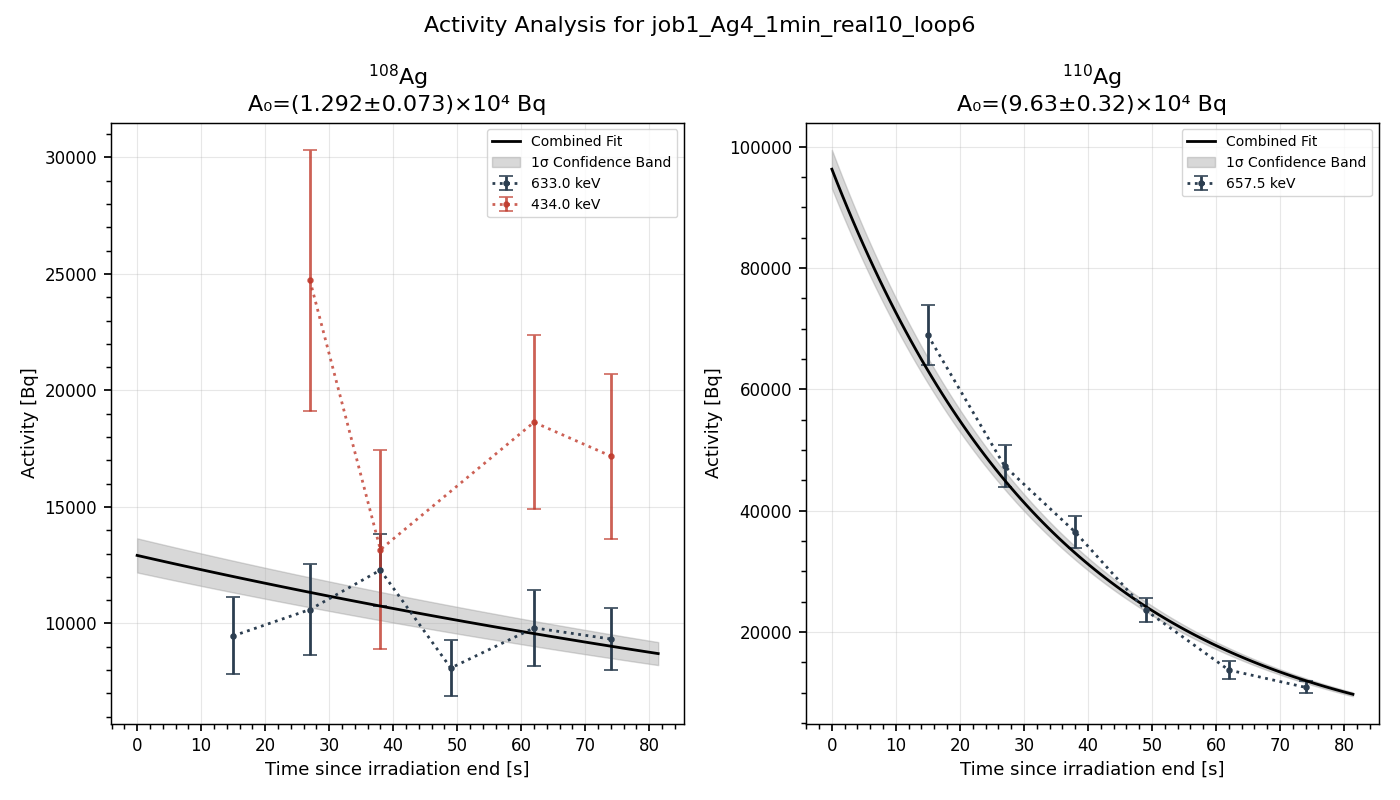 Activity Analysis for job1_Ag4_1min_real10_loop6
¹⁰⁸Ag
A₀=(1.292±0.073)×10⁴ Bq
Combined Fit
1σ Confidence Band
633.0 keV
434.0 keV
30000
25000
20000
15000
10000
Activity [Bq]
0 10 20 30 40 50 60 70 80
Time since irradiation end [s]
¹¹⁰Ag
A₀=(9.63±0.32)×10⁴ Bq
Combined Fit
1σ Confidence Band
657.5 keV
100000
80000
60000
40000
20000
Activity [Bq]
0 10 20 30 40 50 60 70 80
Time since irradiation end [s]